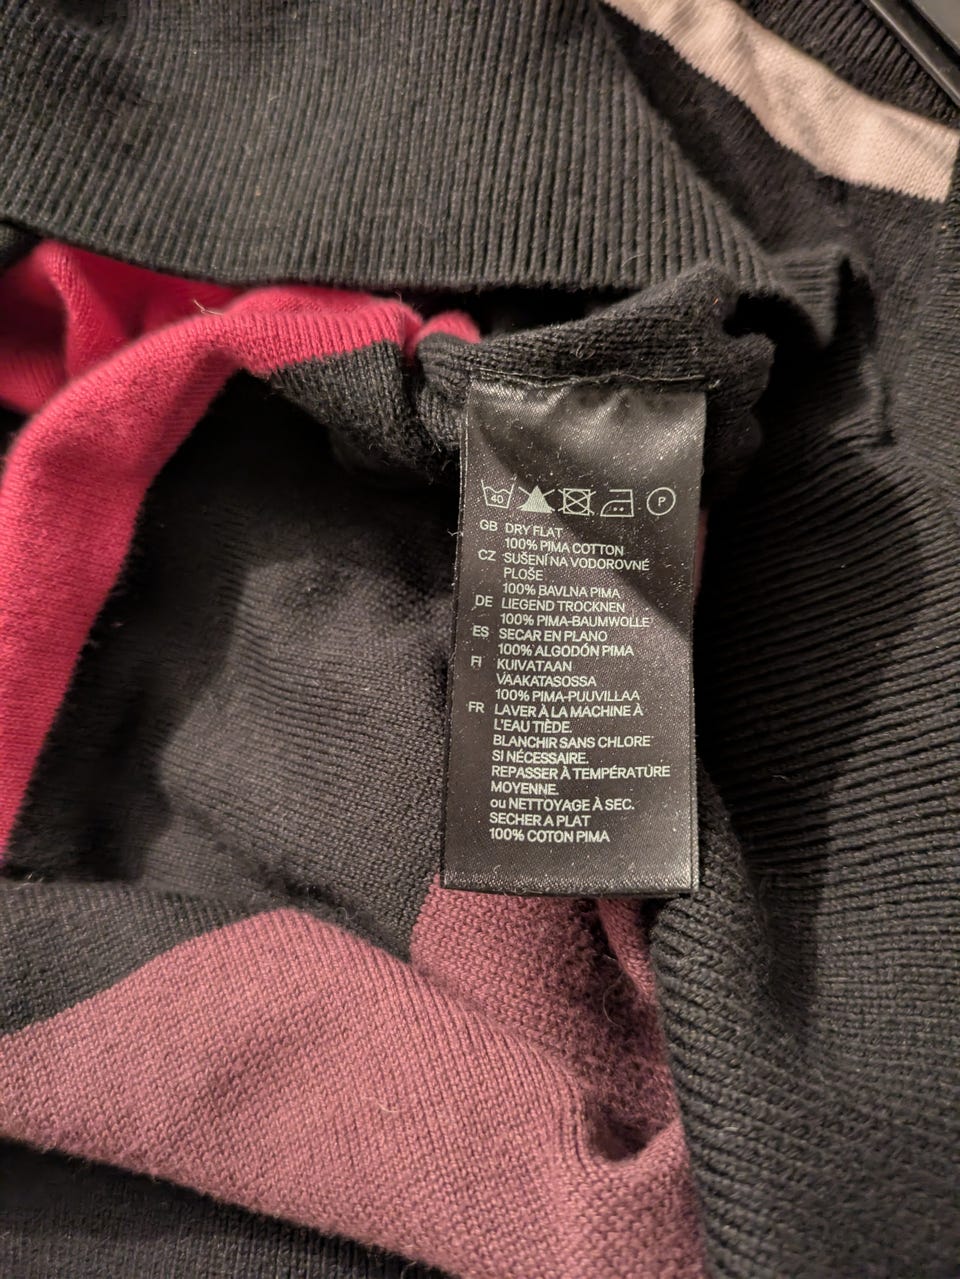 40 P
GB DRY FLAT
100% PIMA COTTON
CZ SUŠENÍ NA VODOROVNÉ
PLOŠE
100% BAVLNA PIMA
DE LIEGEND TROCKNEN
100% PIMA-BAUMWOLLE
ES SECAR EN PLANO
100% ALGODÓN PIMA
FI KUIVATAAN
VAAKATASOSSA
100% PIMA-PUUVILLAA
FR LAVER À LA MACHINE À
L'EAU TIÈDE.
BLANCHIR SANS CHLORE
SI NÉCESSAIRE.
REPASSER À TEMPÉRATURE
MOYENNE.
ou NETTOYAGE À SEC.
SECHER A PLAT
100% COTON PIMA